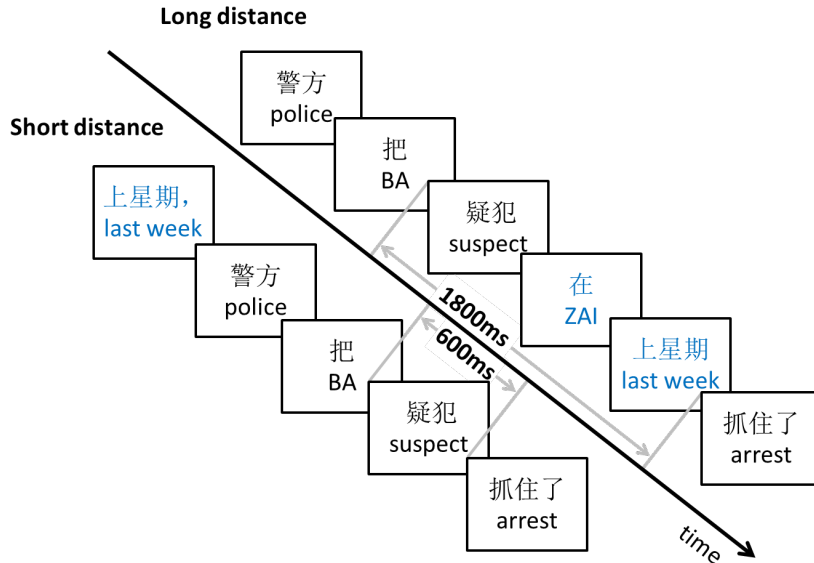 Long distance
警方
police
把
BA
疑犯
suspect
在
ZAI
上星期
last week
抓住了
arrest
Short distance
上星期，
last week
警方
police
把
BA
疑犯
suspect
抓住了
arrest
1800ms
600ms
time